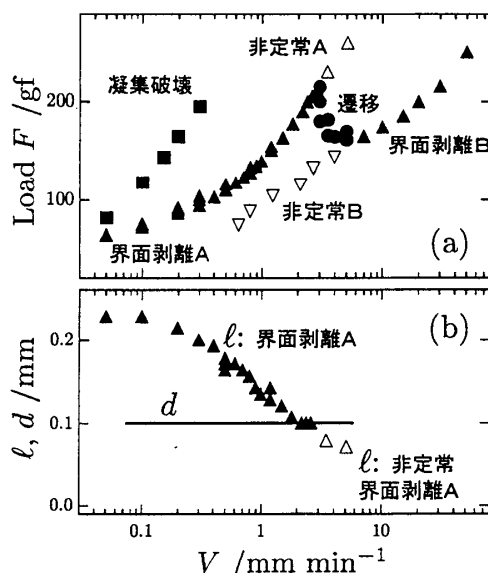 Load F /gf
200
100
凝集破壊
非定常A
遷移
界面剥離B
非定常B
界面剥離A
(a)
ℓ, d /mm
0.2
0.1
0.0
(b)
ℓ: 界面剥離A
d
ℓ: 非定常
界面剥離A
0.1
1
10
V /mm min⁻¹